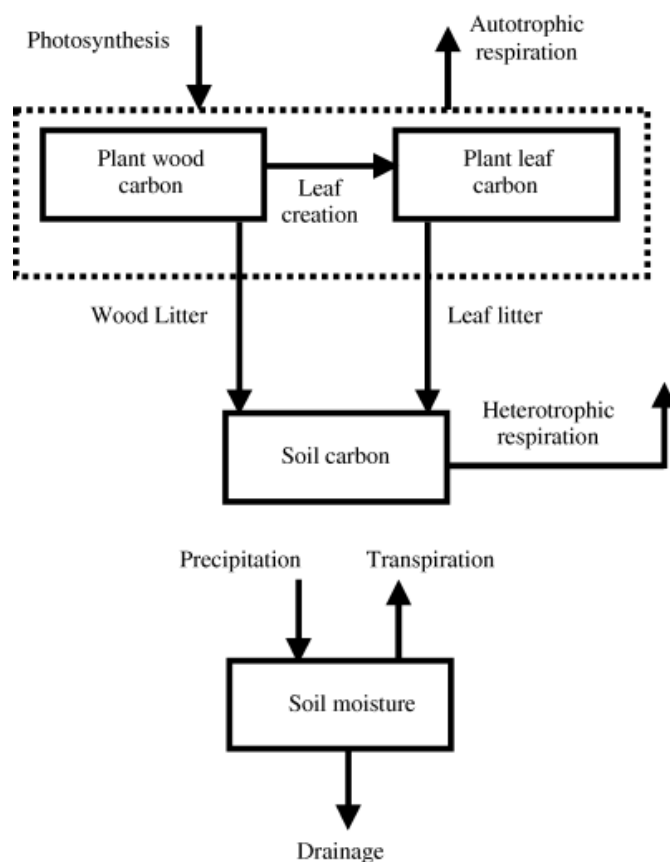 Photosynthesis
Autotrophic
respiration
Plant wood
carbon
Leaf
creation
Plant leaf
carbon
Wood Litter
Leaf litter
Heterotrophic
respiration
Soil carbon
Precipitation
Transpiration
Soil moisture
Drainage